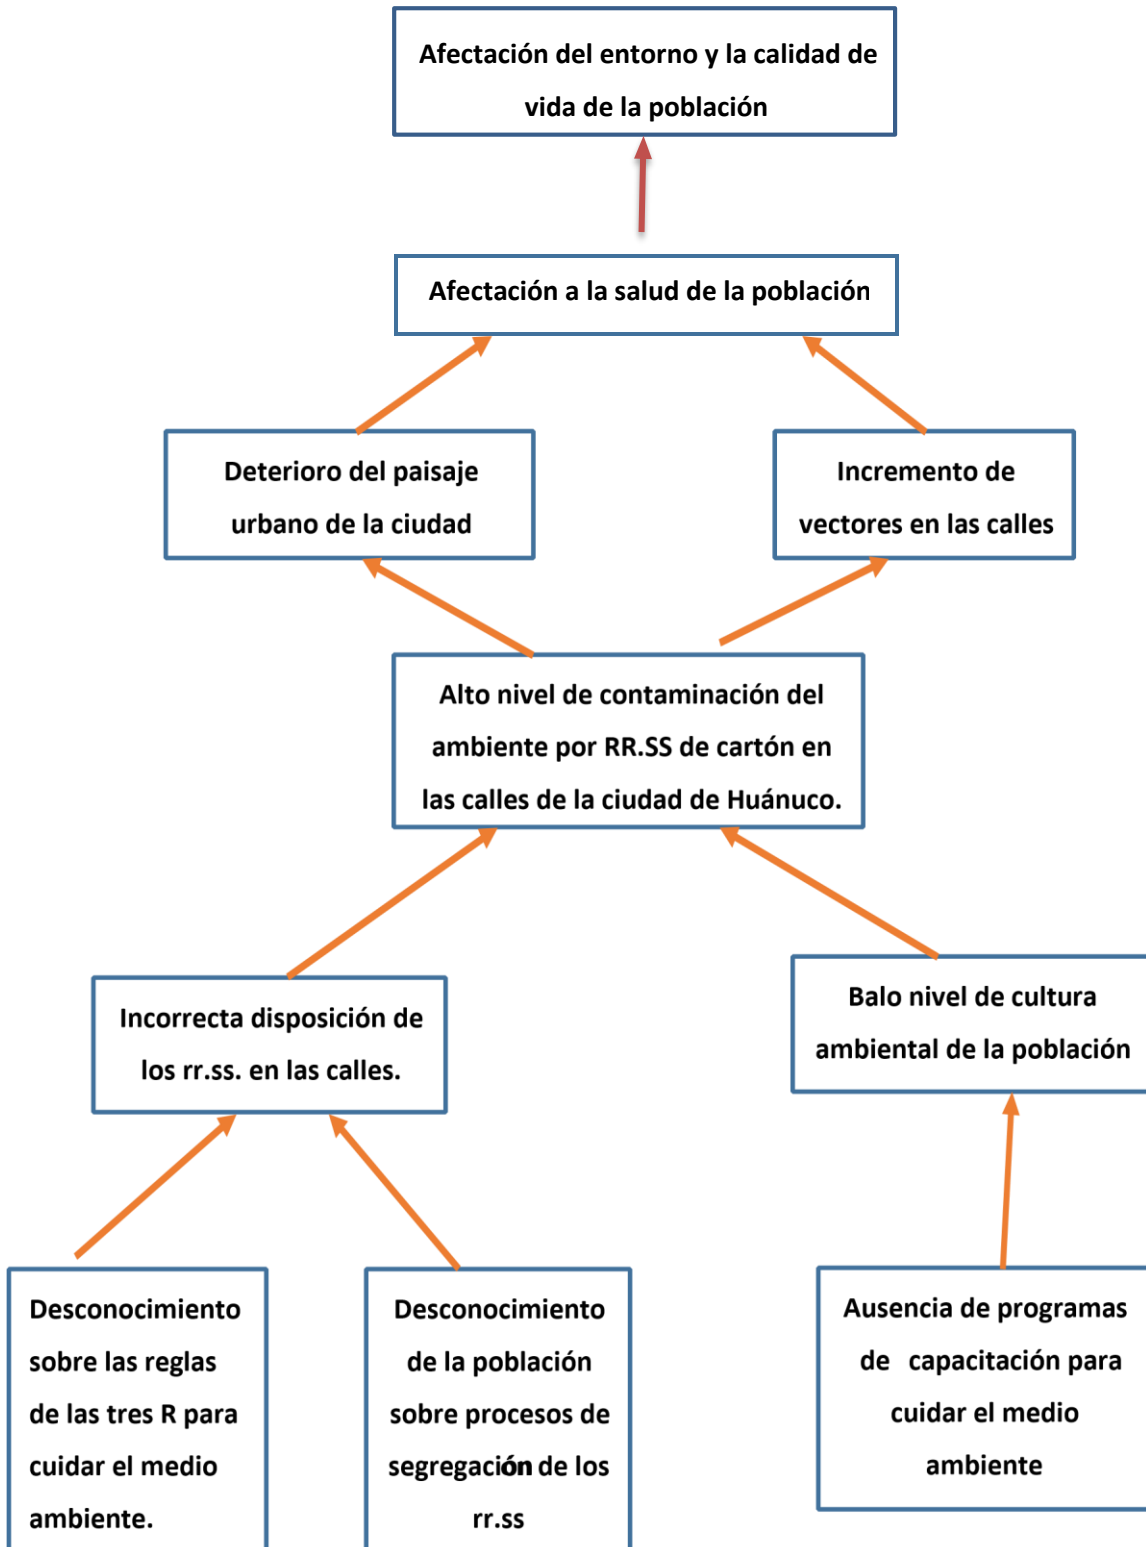 Afectación del entorno y la calidad de
vida de la población
Afectación a la salud de la población
Deterioro del paisaje
urbano de la ciudad
Incremento de
vectores en las calles
Alto nivel de contaminación del
ambiente por RR.SS de cartón en
las calles de la ciudad de Huánuco.
Incorrecta disposición de
los rr.ss. en las calles.
Balo nivel de cultura
ambiental de la población
Desconocimiento
sobre las reglas
de las tres R para
cuidar el medio
ambiente.
Desconocimiento
de la población
sobre procesos de
segregación de los
rr.ss
Ausencia de programas
de capacitación para
cuidar el medio
ambiente